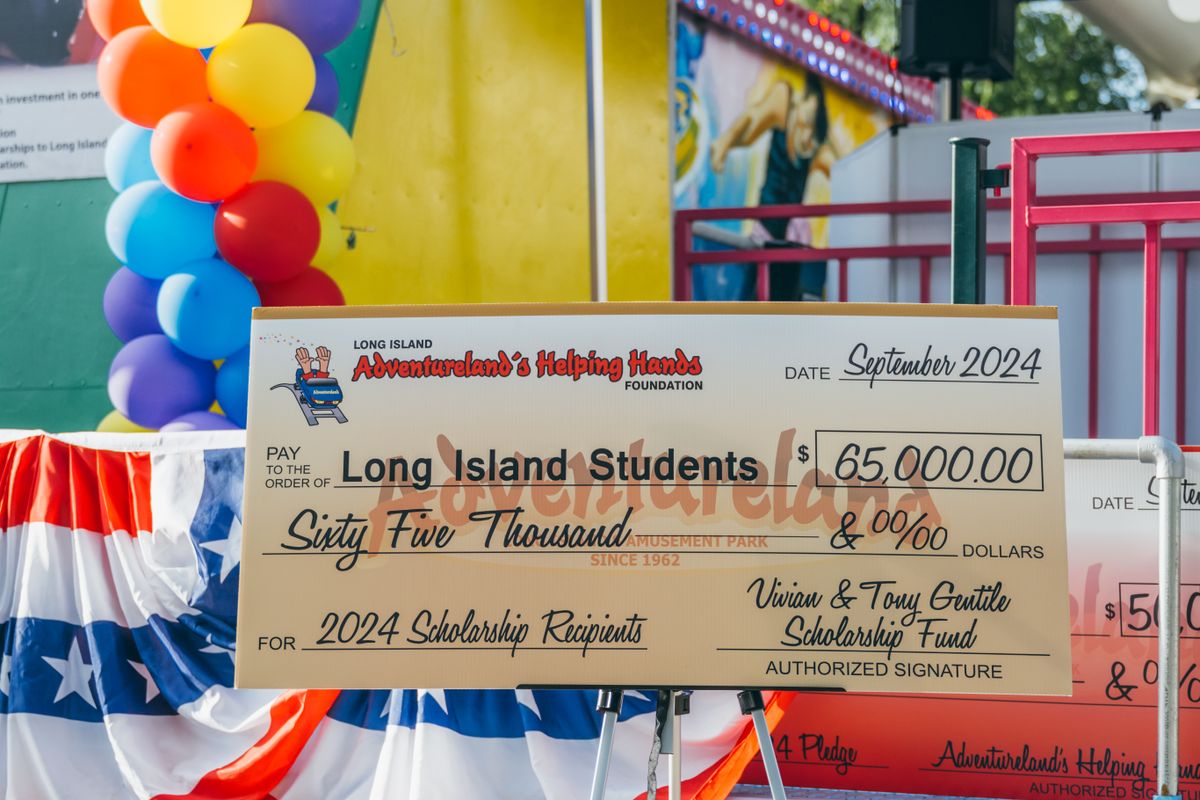 n investment in one
ion
arships to Long Island
ation.
LONG ISLAND
Adventureland's Helping Hands
FOUNDATION
Adventureland
DATE September 2024
PAY
TO THE
ORDER OF
Long Island Students
$ 65,000.00
Adventureland
AMUSEMENT PARK
SINCE 1962
Sixty Five Thousand & 00/00 DOLLARS
FOR 2024 Scholarship Recipients
Vivian & Tony Gentile
Scholarship Fund
AUTHORIZED SIGNATURE
DATE
$ 50,0
4 Pledge
Adventureland's Helping
AUTHORIZED